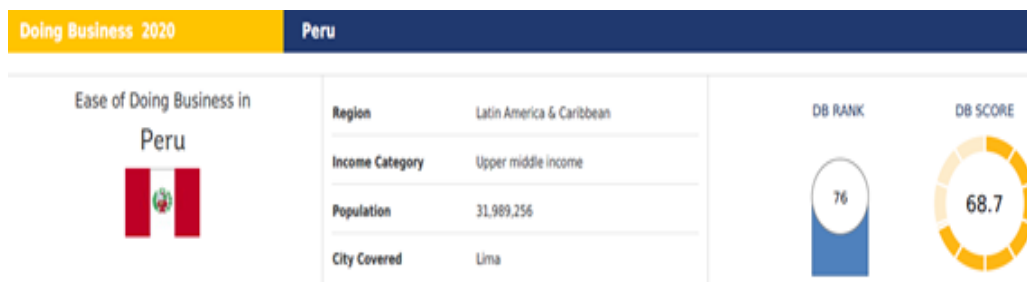 Doing Business 2020 Peru
Ease of Doing Business in
Peru
Region Latin America & Caribbean
Income Category Upper middle income
Population 31,989,256
City Covered Lima
DB RANK DB SCORE
76 68.7